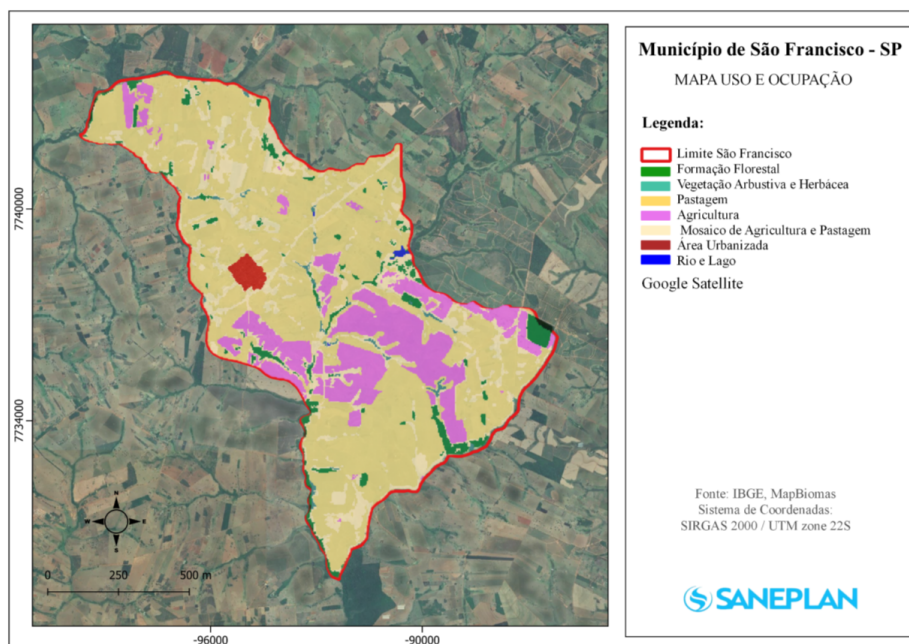 Município de São Francisco - SP
MAPA USO E OCUPAÇÃO
Legenda:
Limite São Francisco
Formação Florestal
Vegetação Arbustiva e Herbácea
Pastagem
Agricultura
Mosaico de Agricultura e Pastagem
Área Urbanizada
Rio e Lago
Google Satellite
7740000
7734000
N
W E
S
0 250 500 m
-96000 -90000
Fonte: IBGE, MapBiomas
Sistema de Coordenadas:
SIRGAS 2000 / UTM zone 22S
SANEPLAN